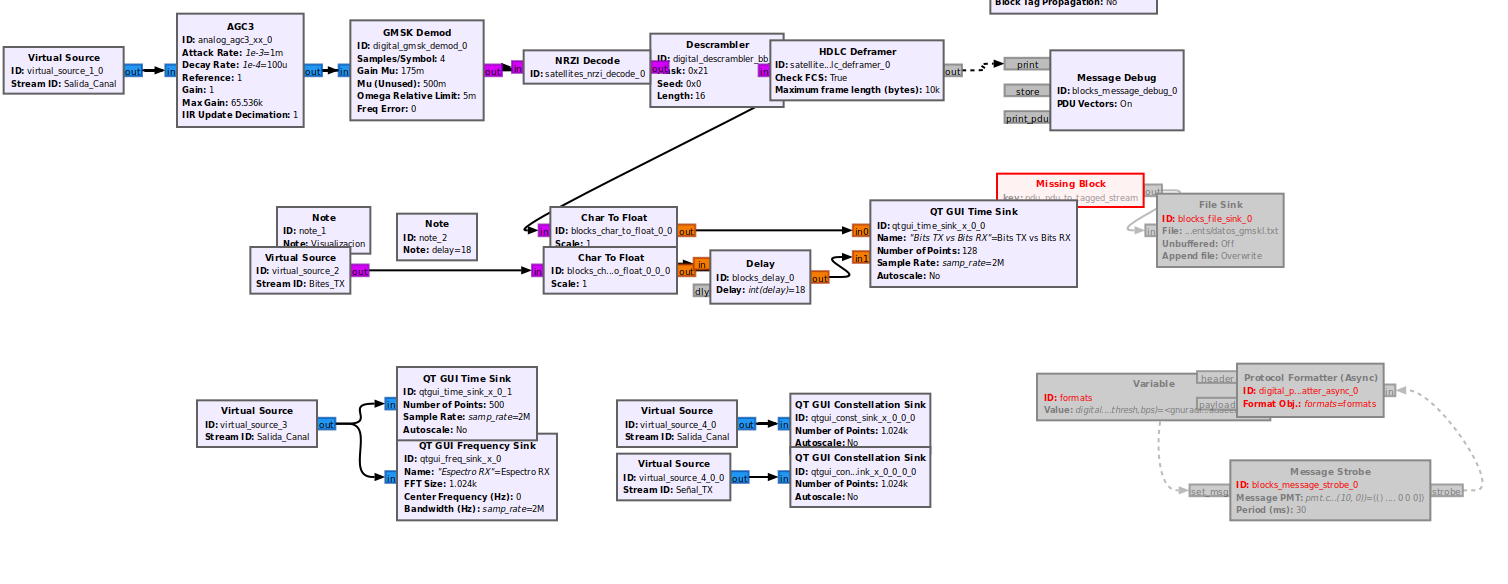 Block Tag Propagation: No
Virtual Source
ID: virtual_source_1_0
Stream ID: Salida_Canal
out
in
AGC3
ID: analog_agc3_xx_0
Attack Rate: 1e-3=1m
Decay Rate: 1e-4=100u
Reference: 1
Gain: 1
Max Gain: 65.536k
IIR Update Decimation: 1
out
in
GMSK Demod
ID: digital_gmsk_demod_0
Samples/Symbol: 4
Gain Mu: 175m
Mu (Unused): 500m
Omega Relative Limit: 5m
Freq Error: 0
out
in
NRZI Decode
ID: satellites_nrzi_decode_0
out
Descrambler
ID: digital_descrambler_bb
Mask: 0x21
Seed: 0x0
Length: 16
in
HDLC Deframer
ID: satellite...lc_deframer_0
Check FCS: True
Maximum frame length (bytes): 10k
out
print
store
print_pdu
Message Debug
ID: blocks_message_debug_0
PDU Vectors: On
Missing Block
key: pdu_pdu_to_tagged_stream
out
in
File Sink
ID: blocks_file_sink_0
File: ...ents/datos_gmskl.txt
Unbuffered: Off
Append file: Overwrite
Note
ID: note_1
Note: Visualizacion
Note
ID: note_2
Note: delay=18
in
Char To Float
ID: blocks_char_to_float_0_0
Scale: 1
out
Virtual Source
ID: virtual_source_2
Stream ID: Bites_TX
out
in
Char To Float
ID: blocks_ch...o_float_0_0_0
Scale: 1
out
in
dly
Delay
ID: blocks_delay_0
Delay: int(delay)=18
out
in0
in1
QT GUI Time Sink
ID: qtgui_time_sink_x_0_0
Name: "Bits TX vs Bits RX"=Bits TX vs Bits RX
Number of Points: 128
Sample Rate: samp_rate=2M
Autoscale: No
Virtual Source
ID: virtual_source_3
Stream ID: Salida_Canal
out
in
QT GUI Time Sink
ID: qtgui_time_sink_x_0_1
Number of Points: 500
Sample Rate: samp_rate=2M
Autoscale: No
in
QT GUI Frequency Sink
ID: qtgui_freq_sink_x_0
Name: "Espectro RX"=Espectro RX
FFT Size: 1.024k
Center Frequency (Hz): 0
Bandwidth (Hz): samp_rate=2M
Virtual Source
ID: virtual_source_4_0
Stream ID: Salida_Canal
out
in
QT GUI Constellation Sink
ID: qtgui_const_sink_x_0_0_0
Number of Points: 1.024k
Autoscale: No
Virtual Source
ID: virtual_source_4_0_0
Stream ID: Señal_TX
out
in
QT GUI Constellation Sink
ID: qtgui_con...ink_x_0_0_0_0
Number of Points: 1.024k
Autoscale: No
Variable
ID: formats
Value: digital....thresh,bps)=<gnurad
header
payload
Protocol Formatter (Async)
ID: digital_p...atter_async_0
Format Obj.: formats=formats
in
set_msg
Message Strobe
ID: blocks_message_strobe_0
Message PMT: pmt.c...(10, 0))=(() .... 0 0 0])
Period (ms): 30
strobe